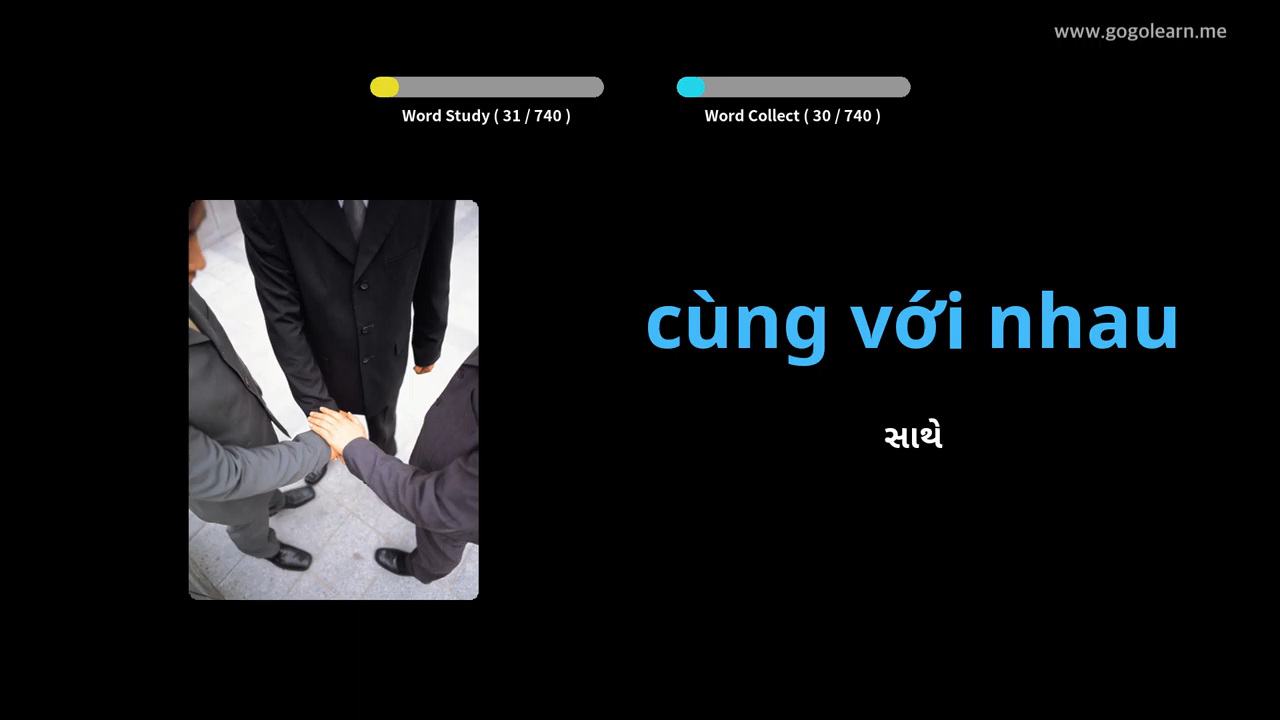 www.gogolearn.me
Word Study ( 31 / 740 )
Word Collect ( 30 / 740 )
cùng với nhau
સાથે